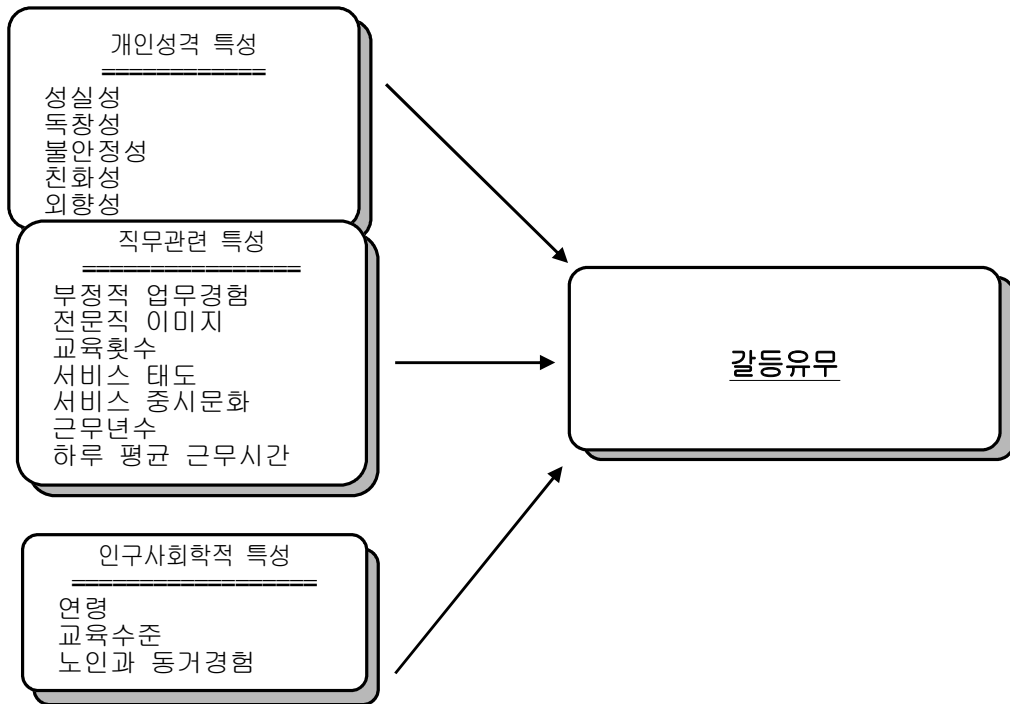 개인성격 특성
============
성실성
독창성
불안정성
친화성
외향성
직무관련 특성
================
부정적 업무경험
전문직 이미지
교육횟수
서비스 태도
서비스 중시문화
근무년수
하루 평균 근무시간
갈등유무
인구사회학적 특성
==================
연령
교육수준
노인과 동거경험